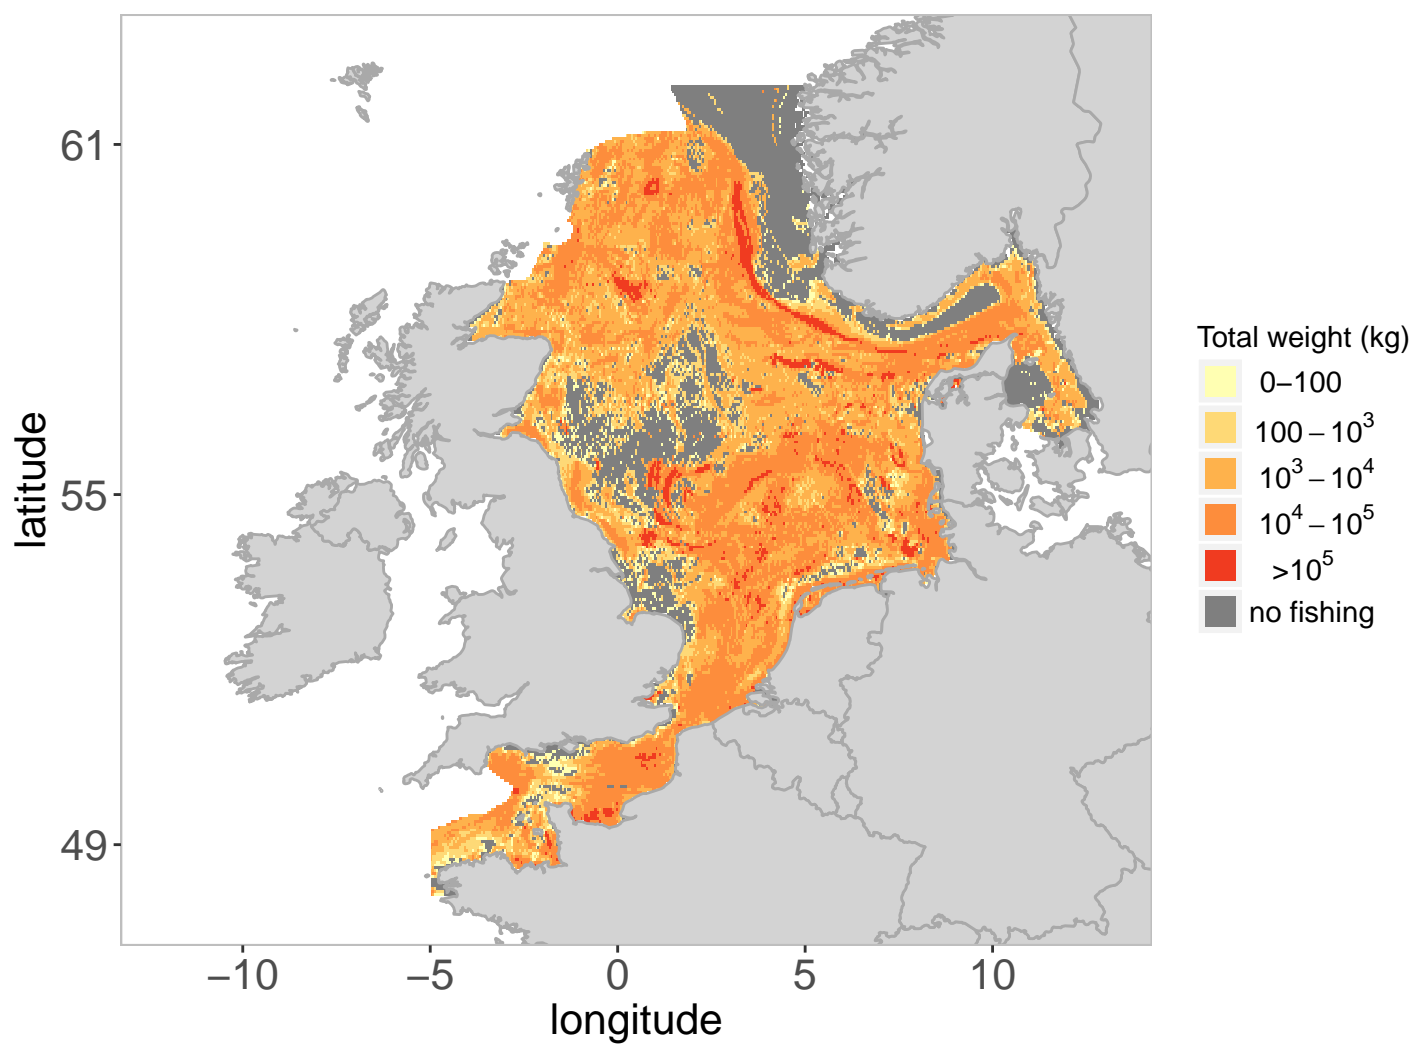 61
55
49
latitude
−10
−5
0
5
10
longitude
Total weight (kg)
0–100
100 – 10³
10³ – 10⁴
10⁴ – 10⁵
>10⁵
no fishing